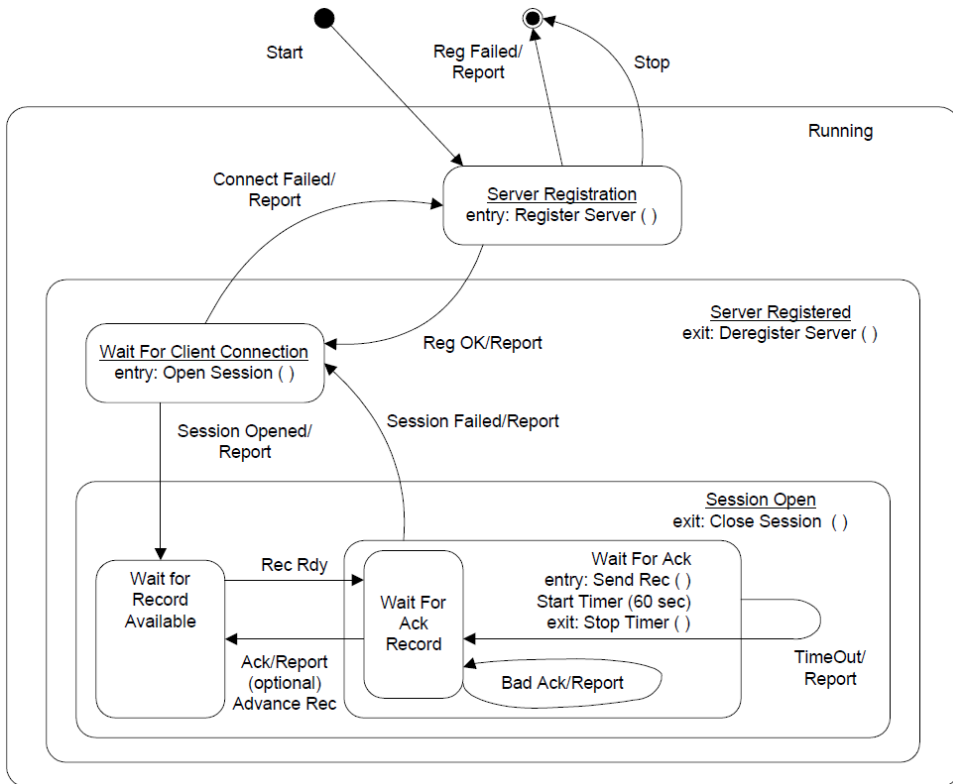 Start
Reg Failed/
Report
Stop
Running
Connect Failed/
Report
Server Registration
entry: Register Server ( )
Server Registered
exit: Deregister Server ( )
Reg OK/Report
Wait For Client Connection
entry: Open Session ( )
Session Failed/Report
Session Opened/
Report
Session Open
exit: Close Session ( )
Wait for
Record
Available
Rec Rdy
Wait For Ack
entry: Send Rec ( )
Start Timer (60 sec)
exit: Stop Timer ( )
Wait For
Ack
Record
Ack/Report
(optional)
Advance Rec
Bad Ack/Report
TimeOut/
Report